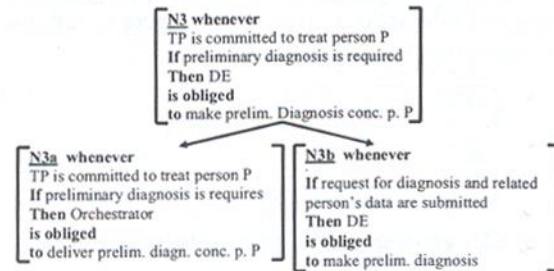 N3 whenever
TP is committed to treat person P
If preliminary diagnosis is required
Then DE
is obliged
to make prelim. Diagnosis conc. p. P
N3a whenever
TP is committed to treat person P
If preliminary diagnosis is requires
Then Orchestrator
is obliged
to deliver prelim. diagn. conc. p. P
N3b whenever
If request for diagnosis and related
person's data are submitted
Then DE
is obliged
to make prelim. diagnosis